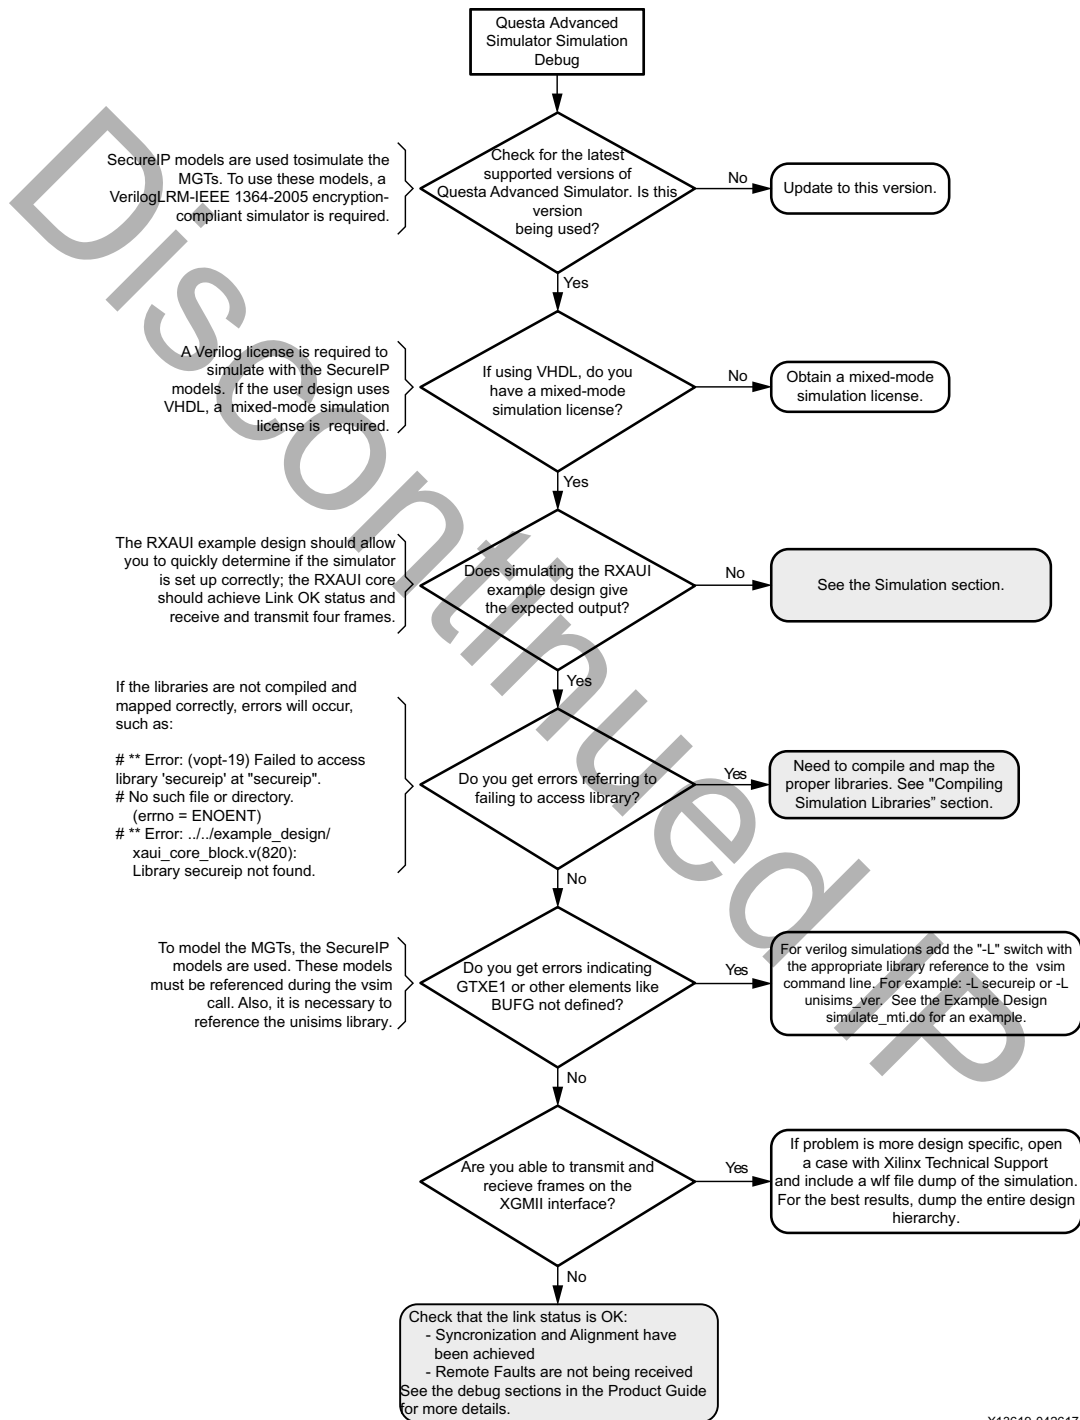 Questa Advanced
Simulator Simulation
Debug
SecureIP models are used tosimulate the
MGTs. To use these models, a
VerilogLRM-IEEE 1364-2005 encryption-
compliant simulator is required.
Check for the latest
supported versions of
Questa Advanced Simulator. Is this
version
being used?
No
Update to this version.
Yes
A Verilog license is required to
simulate with the SecureIP
models. If the user design uses
VHDL, a mixed-mode simulation
license is required.
If using VHDL, do you
have a mixed-mode
simulation license?
No
Obtain a mixed-mode
simulation license.
Yes
The RXAUI example design should allow
you to quickly determine if the simulator
is set up correctly; the RXAUI core
should achieve Link OK status and
receive and transmit four frames.
Does simulating the RXAUI
example design give
the expected output?
No
See the Simulation section.
Yes
If the libraries are not compiled and
mapped correctly, errors will occur,
such as:
# ** Error: (vopt-19) Failed to access
library 'secureip' at "secureip".
# No such file or directory.
(errno = ENOENT)
# ** Error: ../../example_design/
xaui_core_block.v(820):
Library secureip not found.
Do you get errors referring to
failing to access library?
Yes
Need to compile and map the
proper libraries. See "Compiling
Simulation Libraries" section.
No
To model the MGTs, the SecureIP
models are used. These models
must be referenced during the vsim
call. Also, it is necessary to
reference the unisims library.
Do you get errors indicating
GTXE1 or other elements like
BUFG not defined?
Yes
For verilog simulations add the "-L" switch with
the appropriate library reference to the vsim
command line. For example: -L secureip or -L
unisims_ver. See the Example Design
simulate_mti.do for an example.
No
Are you able to transmit and
recieve frames on the
XGMII interface?
Yes
If problem is more design specific, open
a case with Xilinx Technical Support
and include a wlf file dump of the simulation.
For the best results, dump the entire design
hierarchy.
No
Check that the link status is OK:
- Syncronization and Alignment have
been achieved
- Remote Faults are not being received
See the debug sections in the Product Guide
for more details.
X13619-042617
Discontinued IP